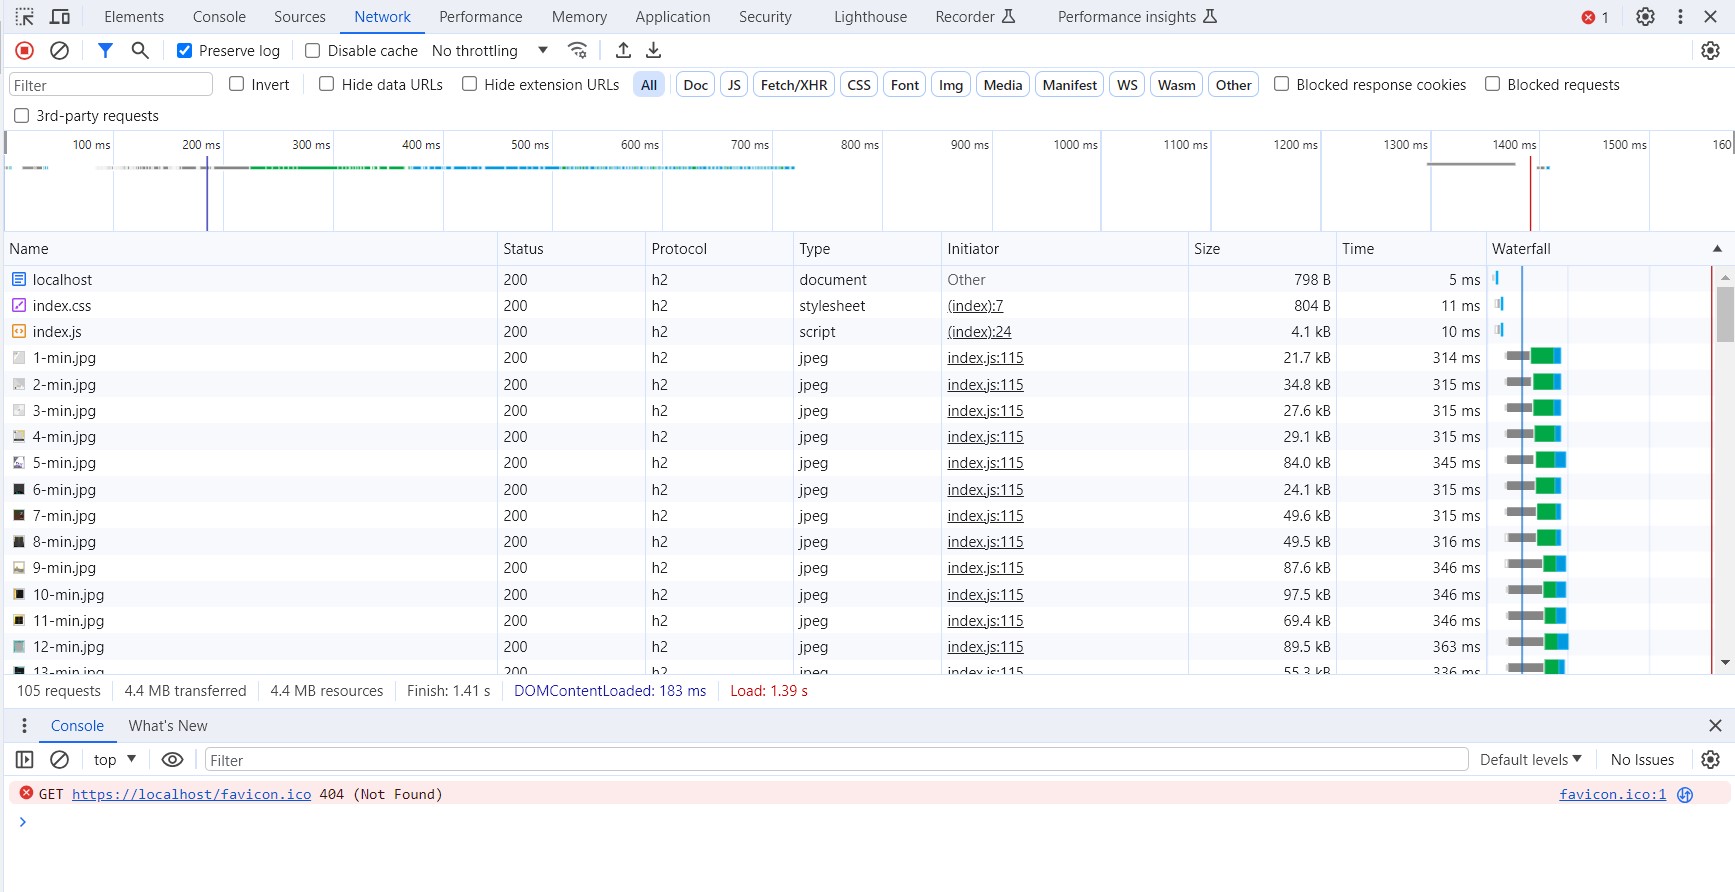 Elements Console Sources Network Performance Memory Application Security Lighthouse Recorder Performance insights 1
Preserve log Disable cache No throttling
Filter Invert Hide data URLs Hide extension URLs All Doc JS Fetch/XHR CSS Font Img Media Manifest WS Wasm Other Blocked response cookies Blocked requests
3rd-party requests
100 ms 200 ms 300 ms 400 ms 500 ms 600 ms 700 ms 800 ms 900 ms 1000 ms 1100 ms 1200 ms 1300 ms 1400 ms 1500 ms 160
Name Status Protocol Type Initiator Size Time Waterfall
localhost 200 h2 document Other 798 B 5 ms
index.css 200 h2 stylesheet (index):7 804 B 11 ms
index.js 200 h2 script (index):24 4.1 kB 10 ms
1-min.jpg 200 h2 jpeg index.js:115 21.7 kB 314 ms
2-min.jpg 200 h2 jpeg index.js:115 34.8 kB 315 ms
3-min.jpg 200 h2 jpeg index.js:115 27.6 kB 315 ms
4-min.jpg 200 h2 jpeg index.js:115 29.1 kB 315 ms
5-min.jpg 200 h2 jpeg index.js:115 84.0 kB 345 ms
6-min.jpg 200 h2 jpeg index.js:115 24.1 kB 315 ms
7-min.jpg 200 h2 jpeg index.js:115 49.6 kB 315 ms
8-min.jpg 200 h2 jpeg index.js:115 49.5 kB 316 ms
9-min.jpg 200 h2 jpeg index.js:115 87.6 kB 346 ms
10-min.jpg 200 h2 jpeg index.js:115 97.5 kB 346 ms
11-min.jpg 200 h2 jpeg index.js:115 69.4 kB 346 ms
12-min.jpg 200 h2 jpeg index.js:115 89.5 kB 363 ms
13-min.jpg 200 h2 jpeg index.js:115 55.3 kB 336 ms
105 requests 4.4 MB transferred 4.4 MB resources Finish: 1.41 s DOMContentLoaded: 183 ms Load: 1.39 s
Console What's New
top Filter Default levels No Issues
GET https://localhost/favicon.ico 404 (Not Found) favicon.ico:1